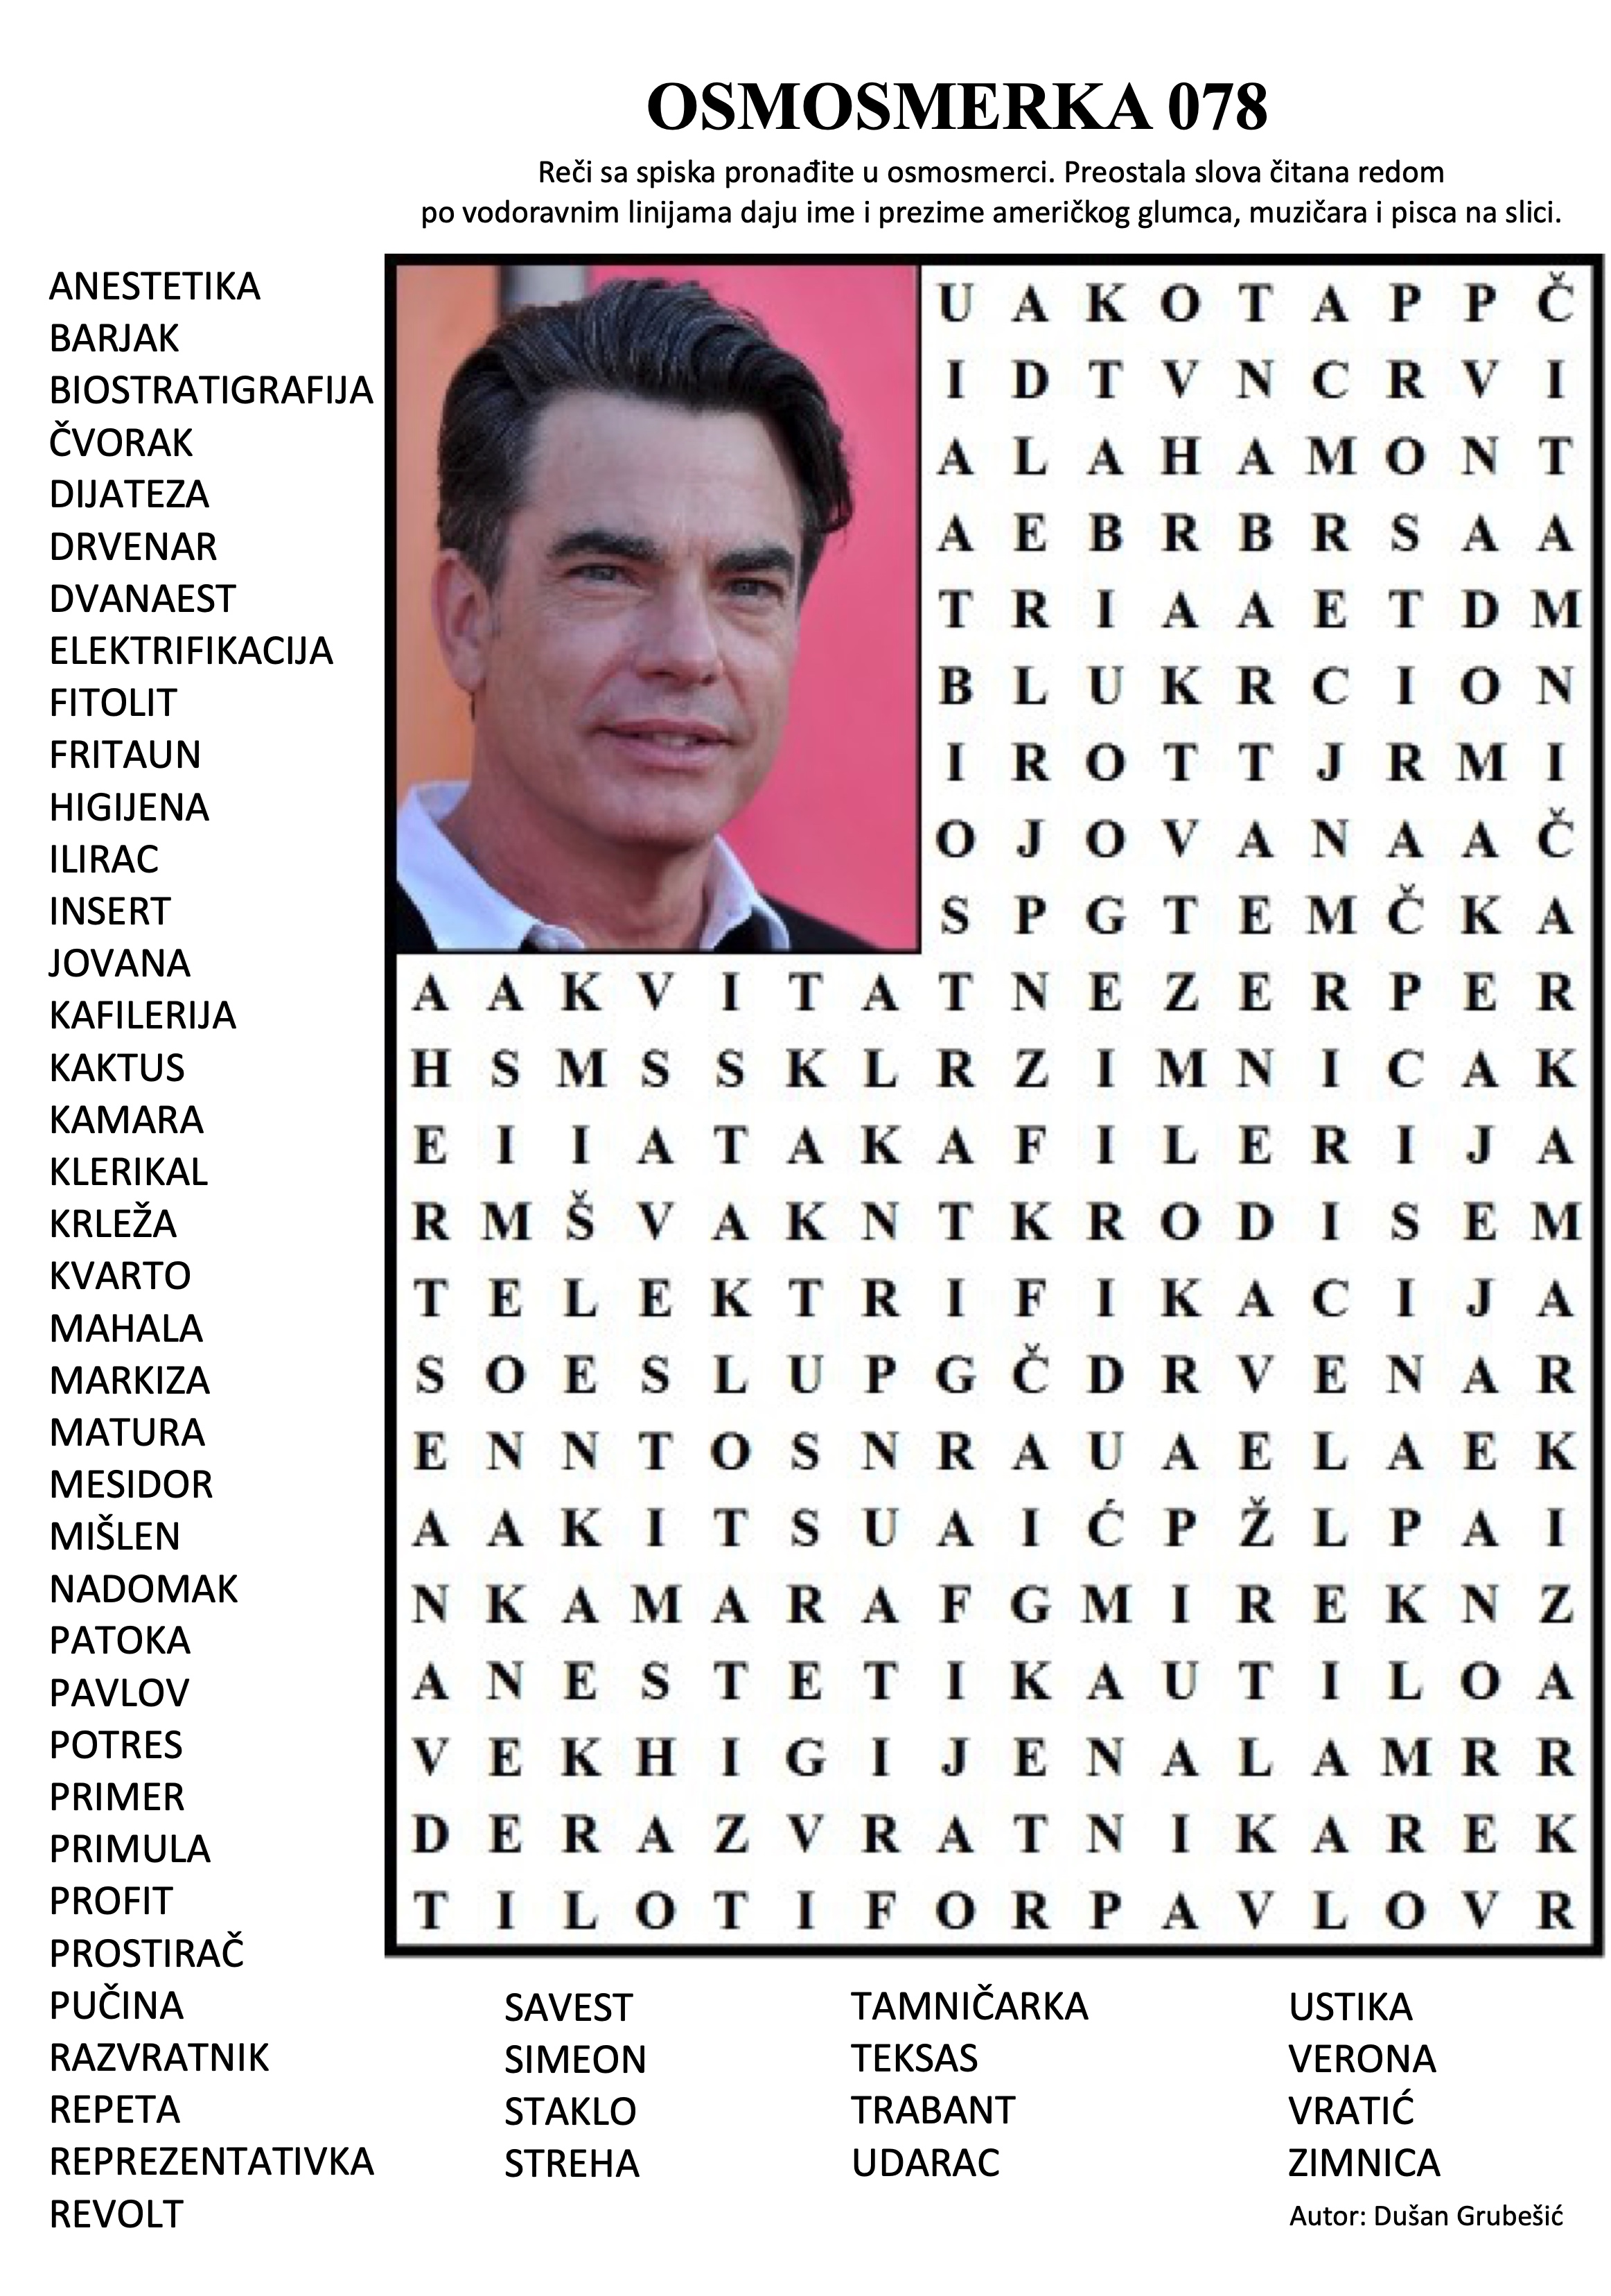 OSMOSMERKA 078
Reči sa spiska pronađite u osmosmerci. Preostala slova čitana redom
po vodoravnim linijama daju ime i prezime američkog glumca, muzičara i pisca na slici.
ANESTETIKA
BARJAK
BIOSTRATIGRAFIJA
ČVORAK
DIJATEZA
DRVENAR
DVANAEST
ELEKTRIFIKACIJA
FITOLIT
FRITAUN
HIGIJENA
ILIRAC
INSERT
JOVANA
KAFILERIJA
KAKTUS
KAMARA
KLERIKAL
KRLEŽA
KVARTO
MAHALA
MARKIZA
MATURA
MESIDOR
MIŠLEN
NADOMAK
PATOKA
PAVLOV
POTRES
PRIMER
PRIMULA
PROFIT
PROSTIRAČ
PUČINA
RAZVRATNIK
REPETA
REPREZENTATIVKA
REVOLT
U A K O T A P P Č
I D T V N C R V I
A L A H A M O N T
A E B R B R S A A
T R I A A E T D M
B L U K R C I O N
I R O T T J R M I
O J O V A N A A Č
S P G T E M Č K A
A A K V I T A T N E Z E R P E R
H S M S S K L R Z I M N I C A K
E I I A T A K A F I L E R I J A
R M Š V A K N T K R O D I S E M
T E L E K T R I F I K A C I J A
S O E S L U P G Č D R V E N A R
E N N T O S N R A U A E L A E K
A A K I T S U A I Ć P Ž L P A I
N K A M A R A F G M I R E K N Z
A N E S T E T I K A U T I L O A
V E K H I G I J E N A L A M R R
D E R A Z V R A T N I K A R E K
T I L O T I F O R P A V L O V R
SAVEST
SIMEON
STAKLO
STREHA
TAMNIČARKA
TEKSAS
TRABANT
UDARAC
USTIKA
VERONA
VRATIĆ
ZIMNICA
Autor: Dušan Grubešić